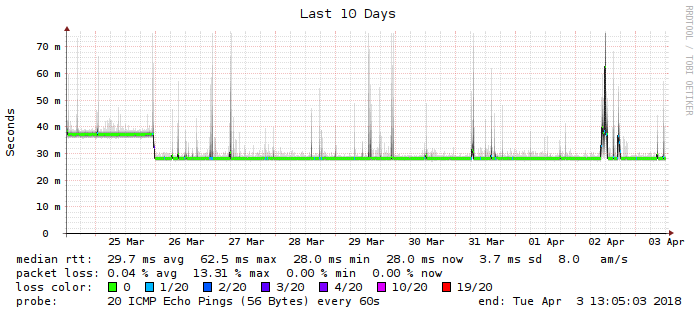 Last 10 Days
RRDTOOL / TOBI OETIKER
Seconds
70 m
60 m
50 m
40 m
30 m
20 m
10 m
0
25 Mar 26 Mar 27 Mar 28 Mar 29 Mar 30 Mar 31 Mar 01 Apr 02 Apr 03 Apr
median rtt: 29.7 ms avg 62.5 ms max 28.0 ms min 28.0 ms now 3.7 ms sd 8.0 am/s
packet loss: 0.04 % avg 13.31 % max 0.00 % min 0.00 % now
loss color: 0 1/20 2/20 3/20 4/20 10/20 19/20
probe: 20 ICMP Echo Pings (56 Bytes) every 60s end: Tue Apr 3 13:05:03 2018